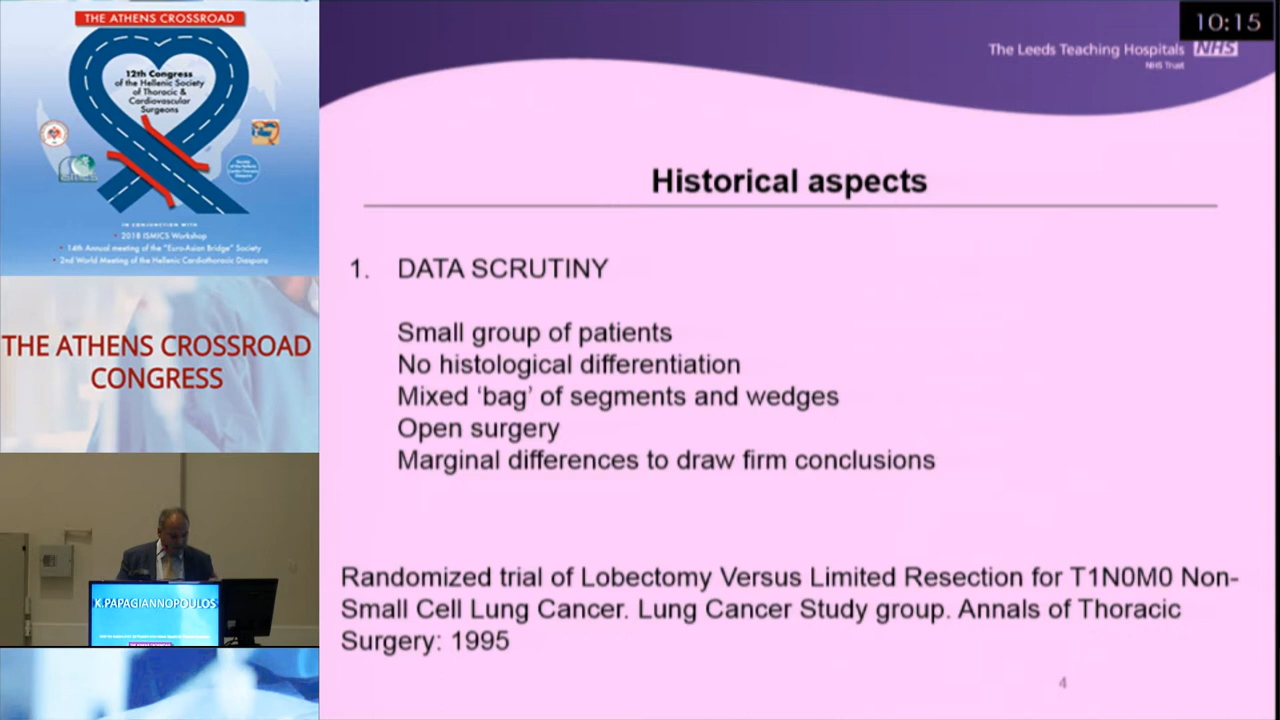 THE ATHENS CROSSROAD
12th Congress
of the Hellenic Society
of Thoracic &
Cardiovascular
Surgeons
IN CONJUNCTION WITH
• 2018 ISMICS Workshop
• 14th Annual meeting of the "Euro-Asian Bridge" Society
• 2nd World Meeting of the Hellenic Cardiothoracic Diaspora
THE ATHENS CROSSROAD
CONGRESS
K.PAPAGIANNOPOULOS
10:15
The Leeds Teaching Hospitals NHS
NHS Trust
Historical aspects
1. DATA SCRUTINY
Small group of patients
No histological differentiation
Mixed ‘bag’ of segments and wedges
Open surgery
Marginal differences to draw firm conclusions
Randomized trial of Lobectomy Versus Limited Resection for T1N0M0 Non-
Small Cell Lung Cancer. Lung Cancer Study group. Annals of Thoracic
Surgery: 1995
4